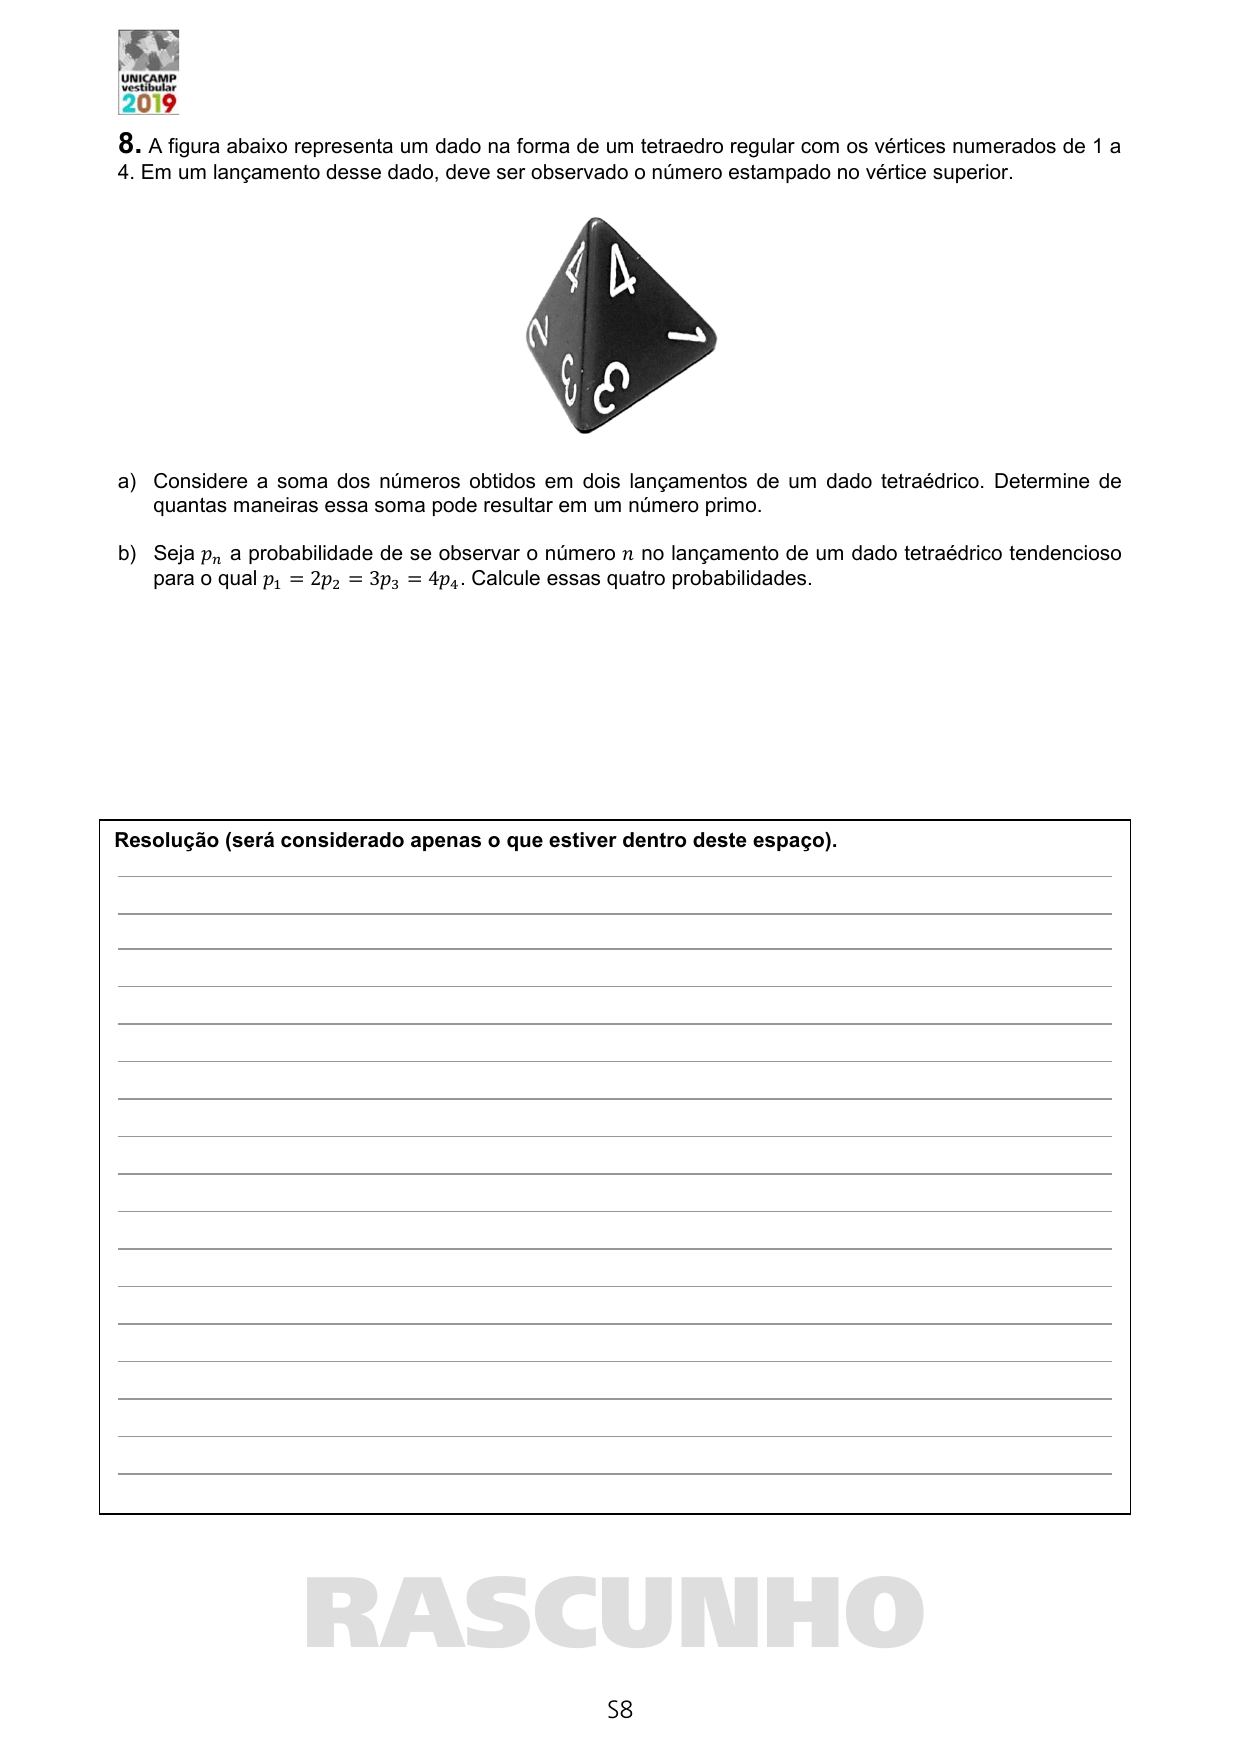 UNICAMP
vestibular
2019
8. A figura abaixo representa um dado na forma de um tetraedro regular com os vértices numerados de 1 a
4. Em um lançamento desse dado, deve ser observado o número estampado no vértice superior.
4 4
2 1
3 3
a) Considere a soma dos números obtidos em dois lançamentos de um dado tetraédrico. Determine de
quantas maneiras essa soma pode resultar em um número primo.
b) Seja pₙ a probabilidade de se observar o número n no lançamento de um dado tetraédrico tendencioso
para o qual p₁ = 2p₂ = 3p₃ = 4p₄. Calcule essas quatro probabilidades.
Resolução (será considerado apenas o que estiver dentro deste espaço).
RASCUNHO
S8